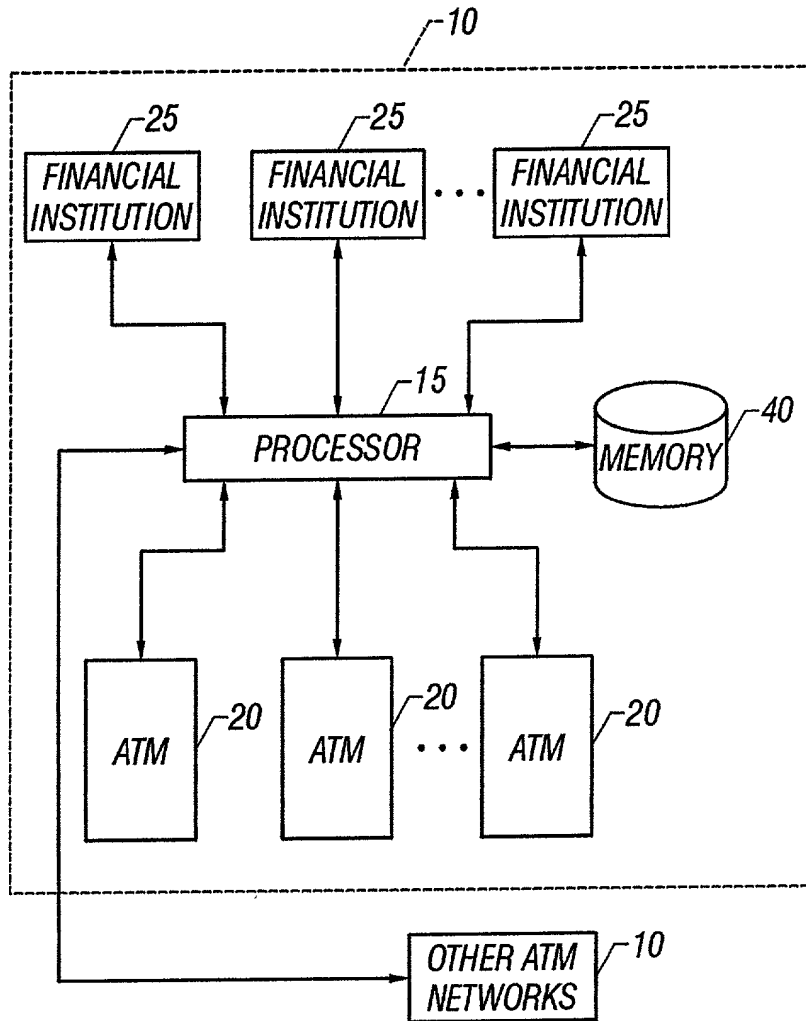 10
25
25
25
FINANCIAL
INSTITUTION
FINANCIAL
INSTITUTION
FINANCIAL
INSTITUTION
15
PROCESSOR
40
MEMORY
ATM
20
ATM
20
ATM
20
OTHER ATM
NETWORKS
10